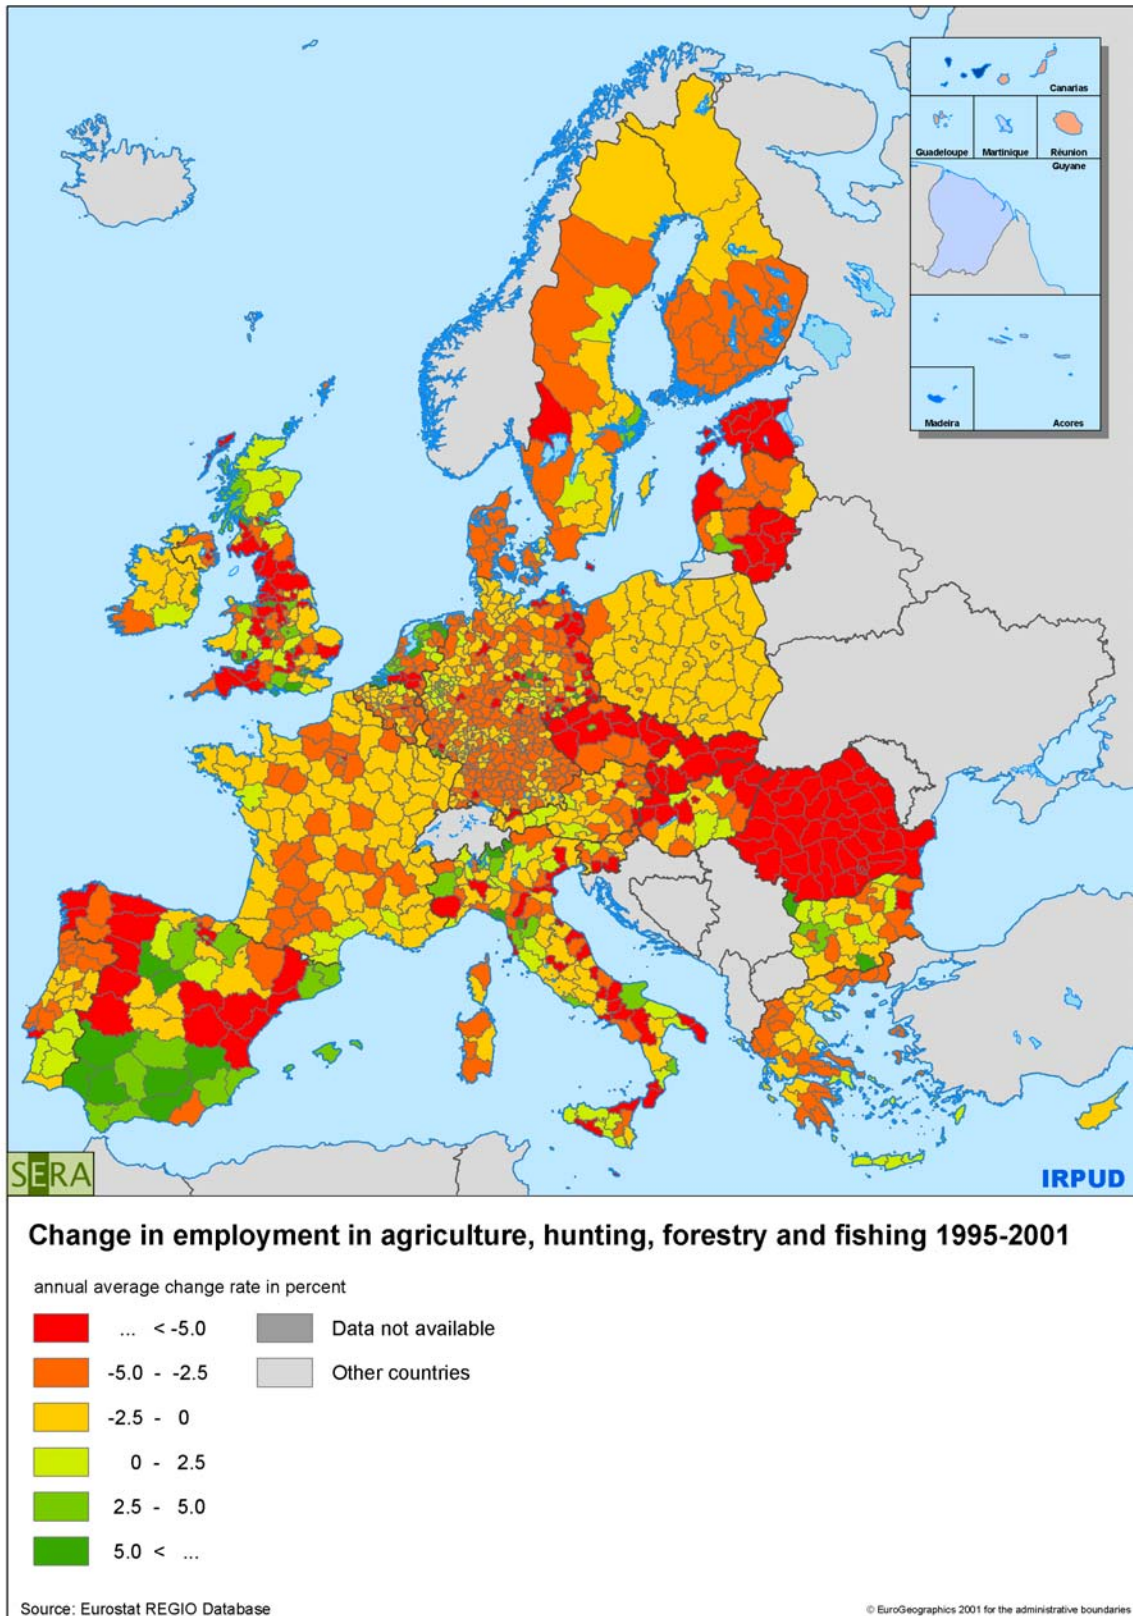 Canarias
Guadeloupe Martinique Rèunion
Guyane
Madeira Acores
SERA
IRPUD
Change in employment in agriculture, hunting, forestry and fishing 1995-2001
annual average change rate in percent
... < -5.0 Data not available
-5.0 - -2.5 Other countries
-2.5 - 0
0 - 2.5
2.5 - 5.0
5.0 < ...
Source: Eurostat REGIO Database
© EuroGeographics 2001 for the administrative boundaries